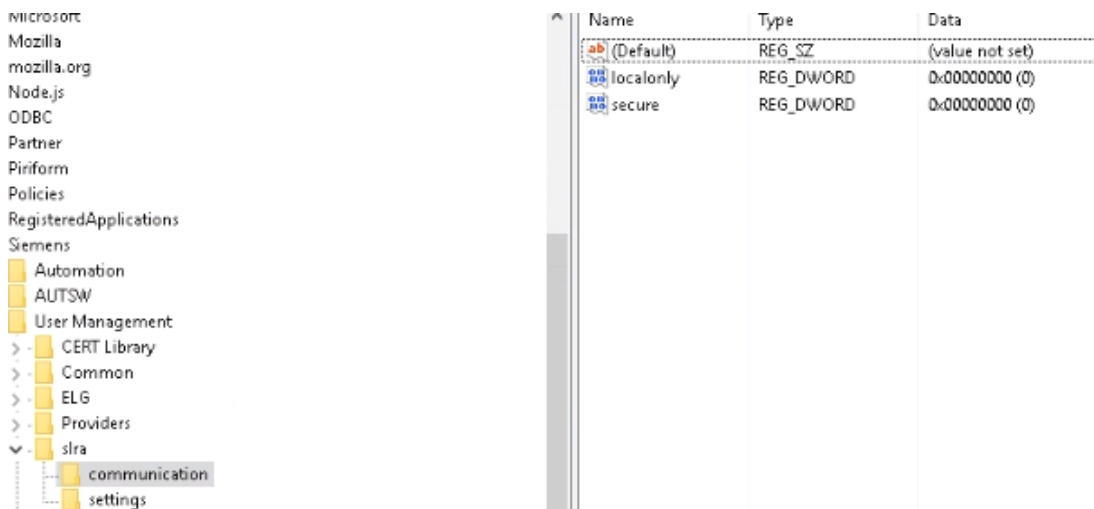 Microsoft
Mozilla
mozilla.org
Node.js
ODBC
Partner
Piriform
Policies
RegisteredApplications
Siemens
Automation
AUTSW
User Management
CERT Library
Common
ELG
Providers
slra
communication
settings
Name Type Data
(Default) REG_SZ (value not set)
localonly REG_DWORD 0x00000000 (0)
secure REG_DWORD 0x00000000 (0)